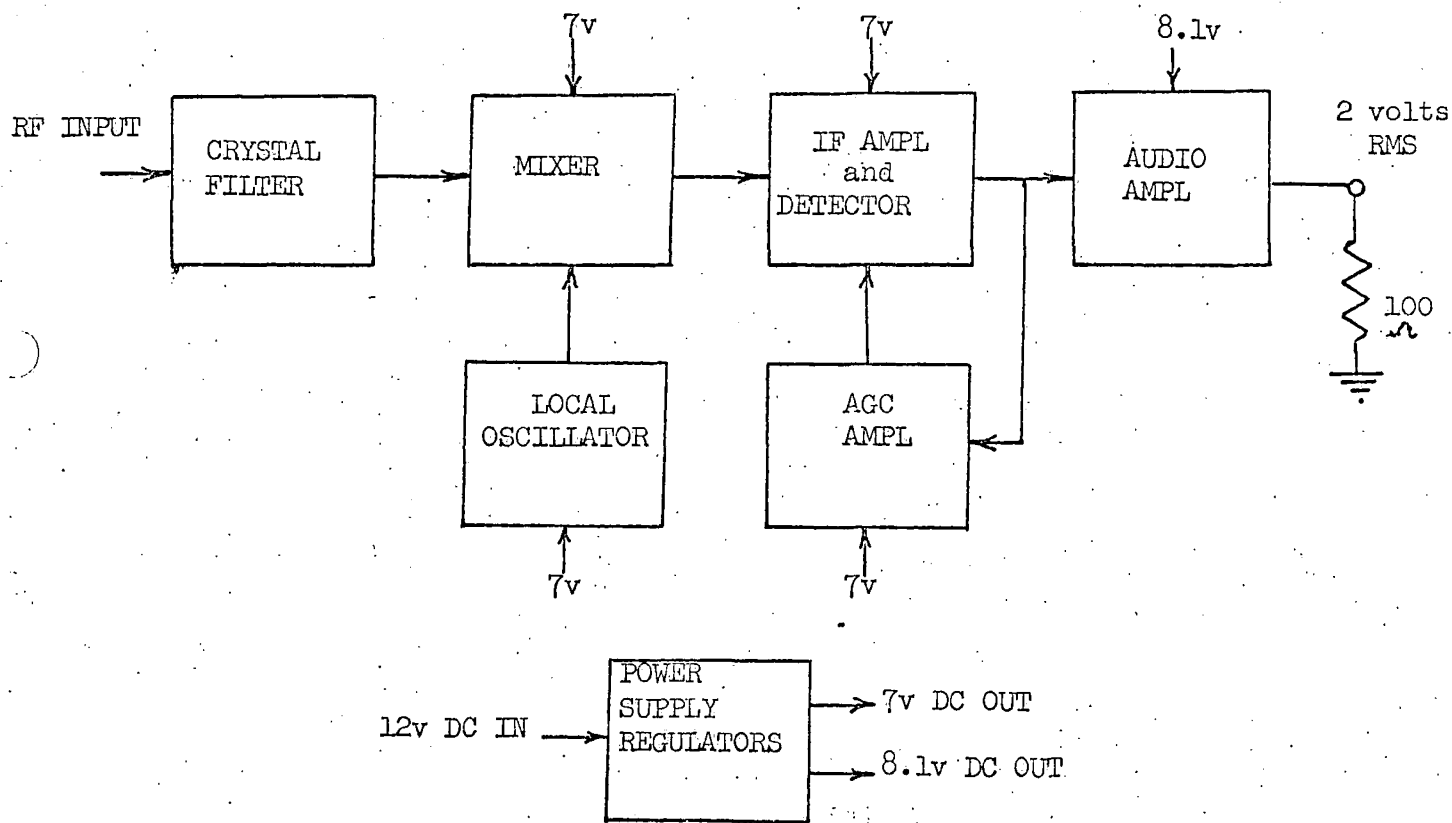 7v
7v
8.1v
RF INPUT
CRYSTAL
FILTER
MIXER
IF AMPL
and
DETECTOR
AUDIO
AMPL
2 volts
RMS
100
Ω
LOCAL
OSCILLATOR
AGC
AMPL
7v
7v
12v DC IN
POWER
SUPPLY
REGULATORS
7v DC OUT
8.1v DC OUT